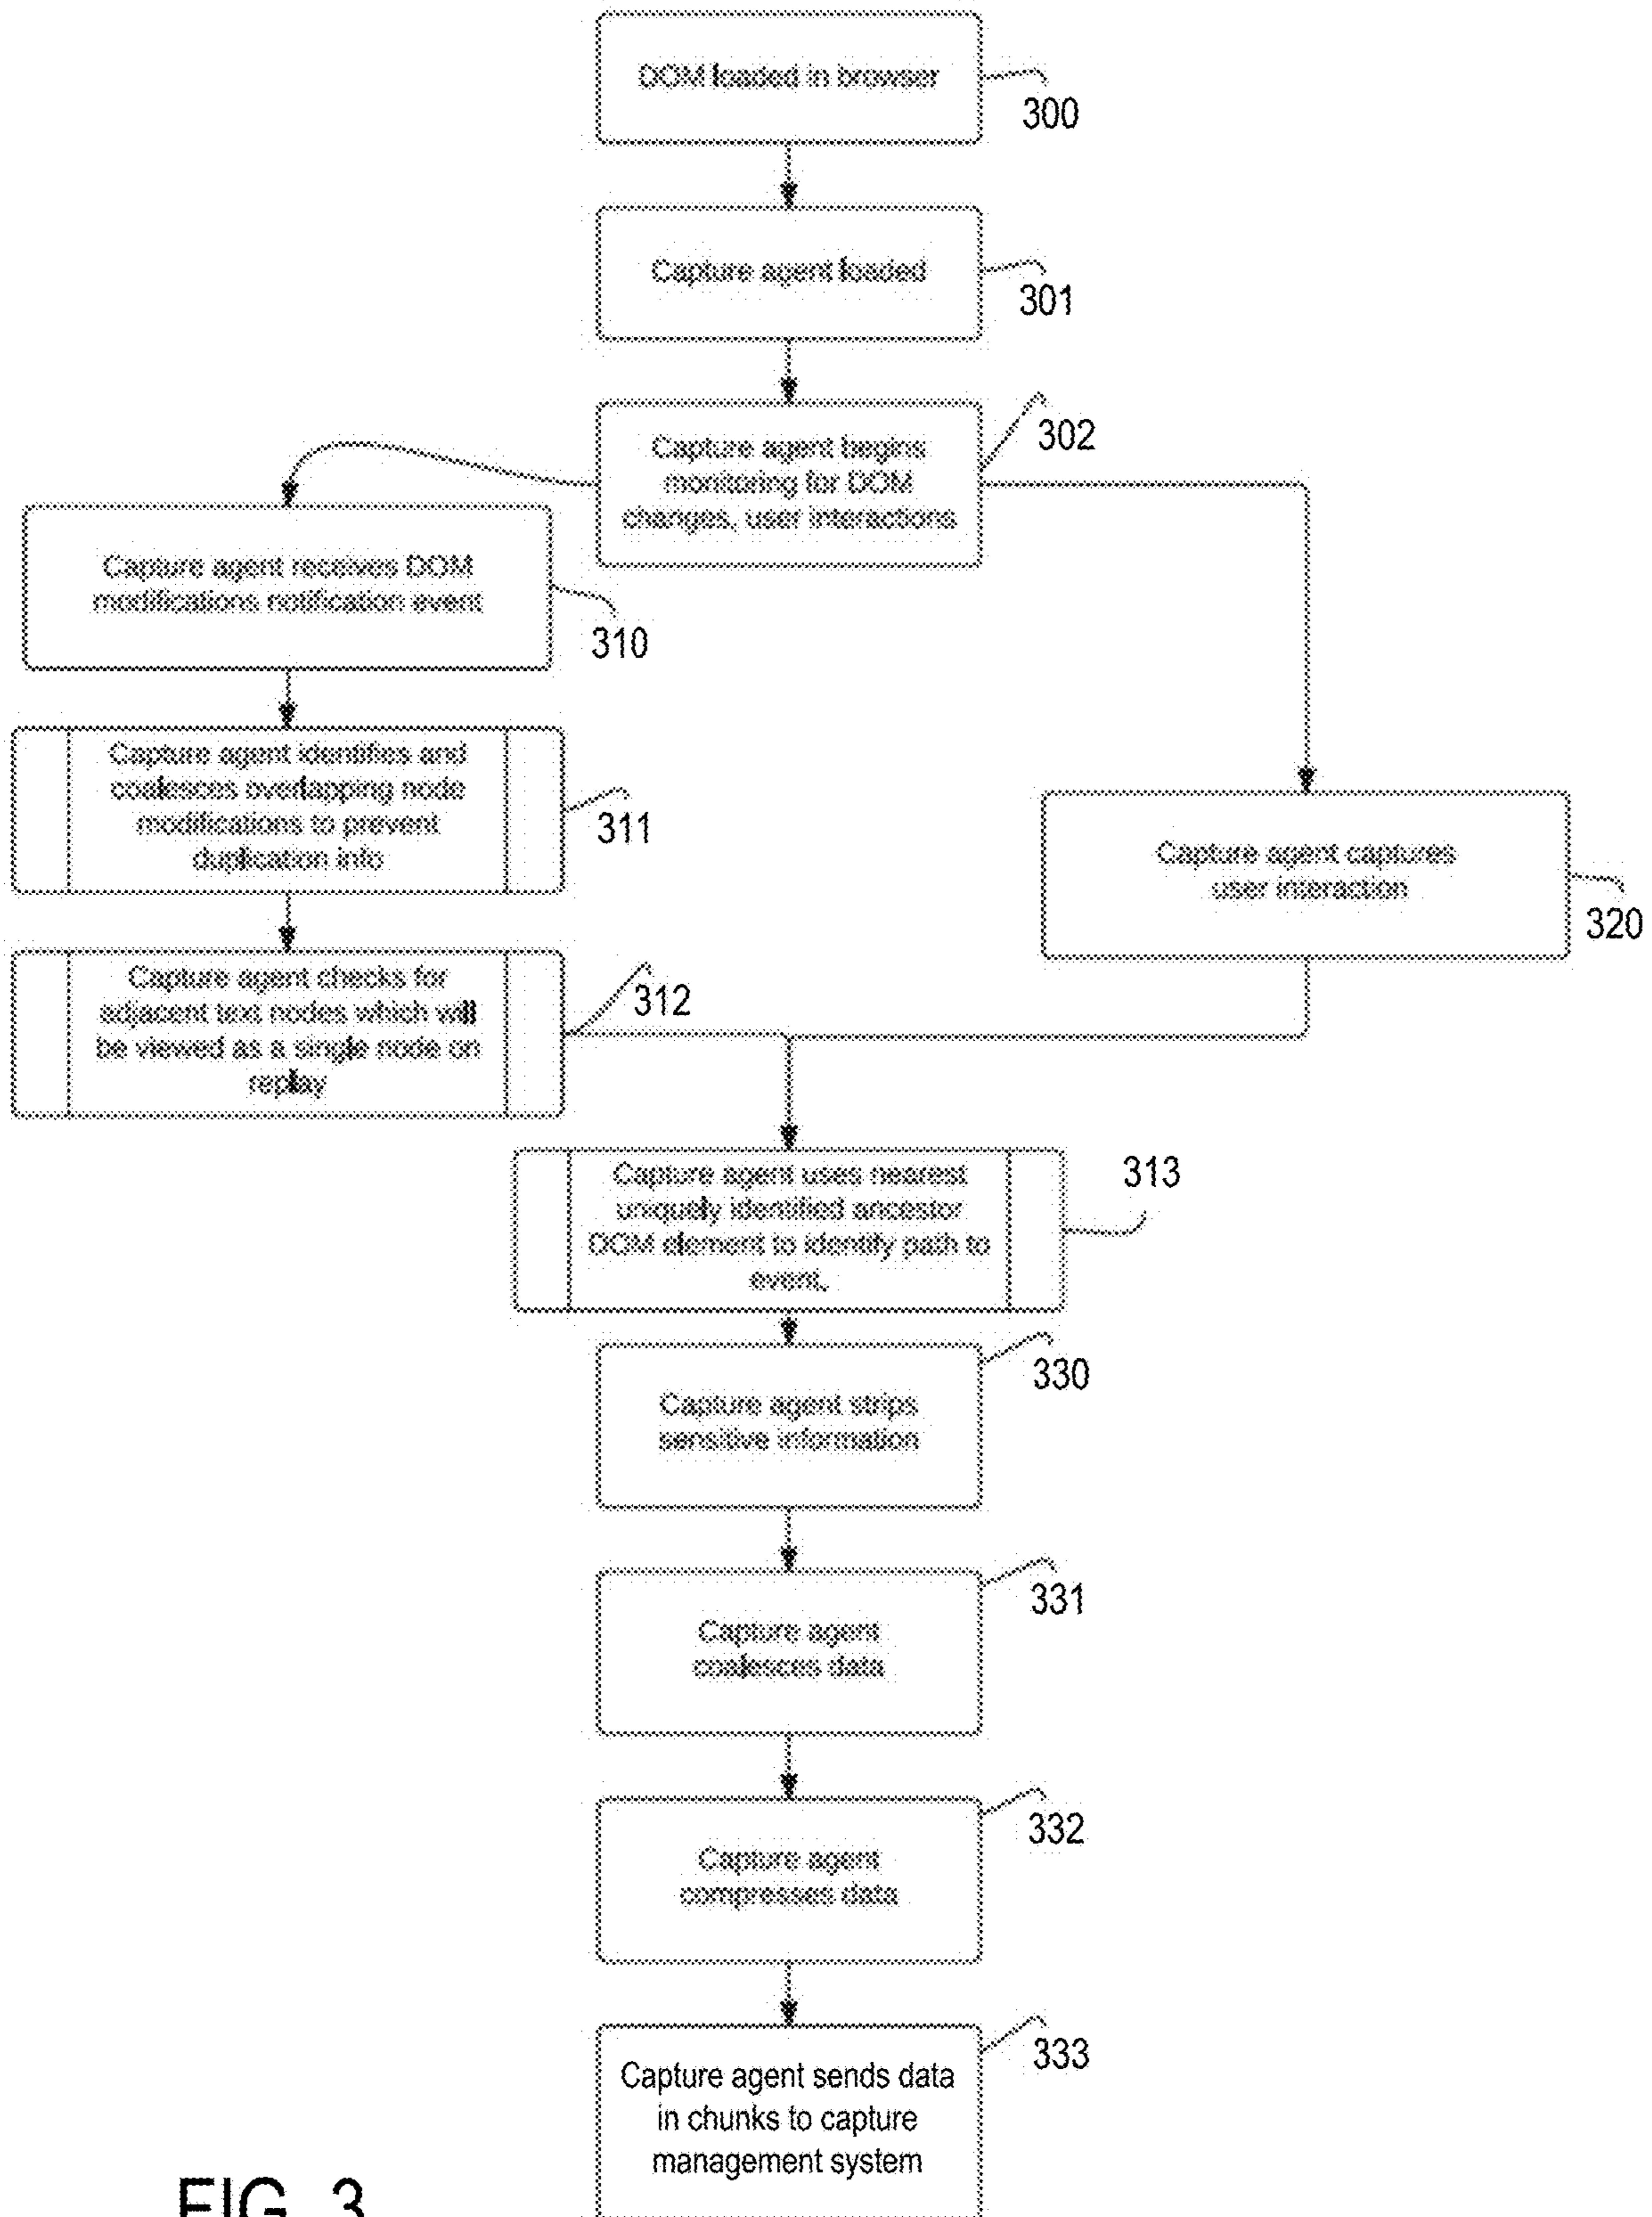 DOM loaded in browser
300
Capture agent loaded
301
Capture agent begins
monitoring for DOM
changes, user interactions
302
Capture agent receives DOM
modifications notification event
310
Capture agent identifies and
coalesces overlapping node
modifications to prevent
duplication info
311
Capture agent captures
user interaction
320
Capture agent checks for
adjacent text nodes which will
be viewed as a single node on
replay
312
Capture agent uses nearest
uniquely identified ancestor
DOM element to identify path to
event.
313
Capture agent strips
sensitive information
330
Capture agent
coalesces data
331
Capture agent
compresses data
332
Capture agent sends data
in chunks to capture
management system
333
FIG. 3